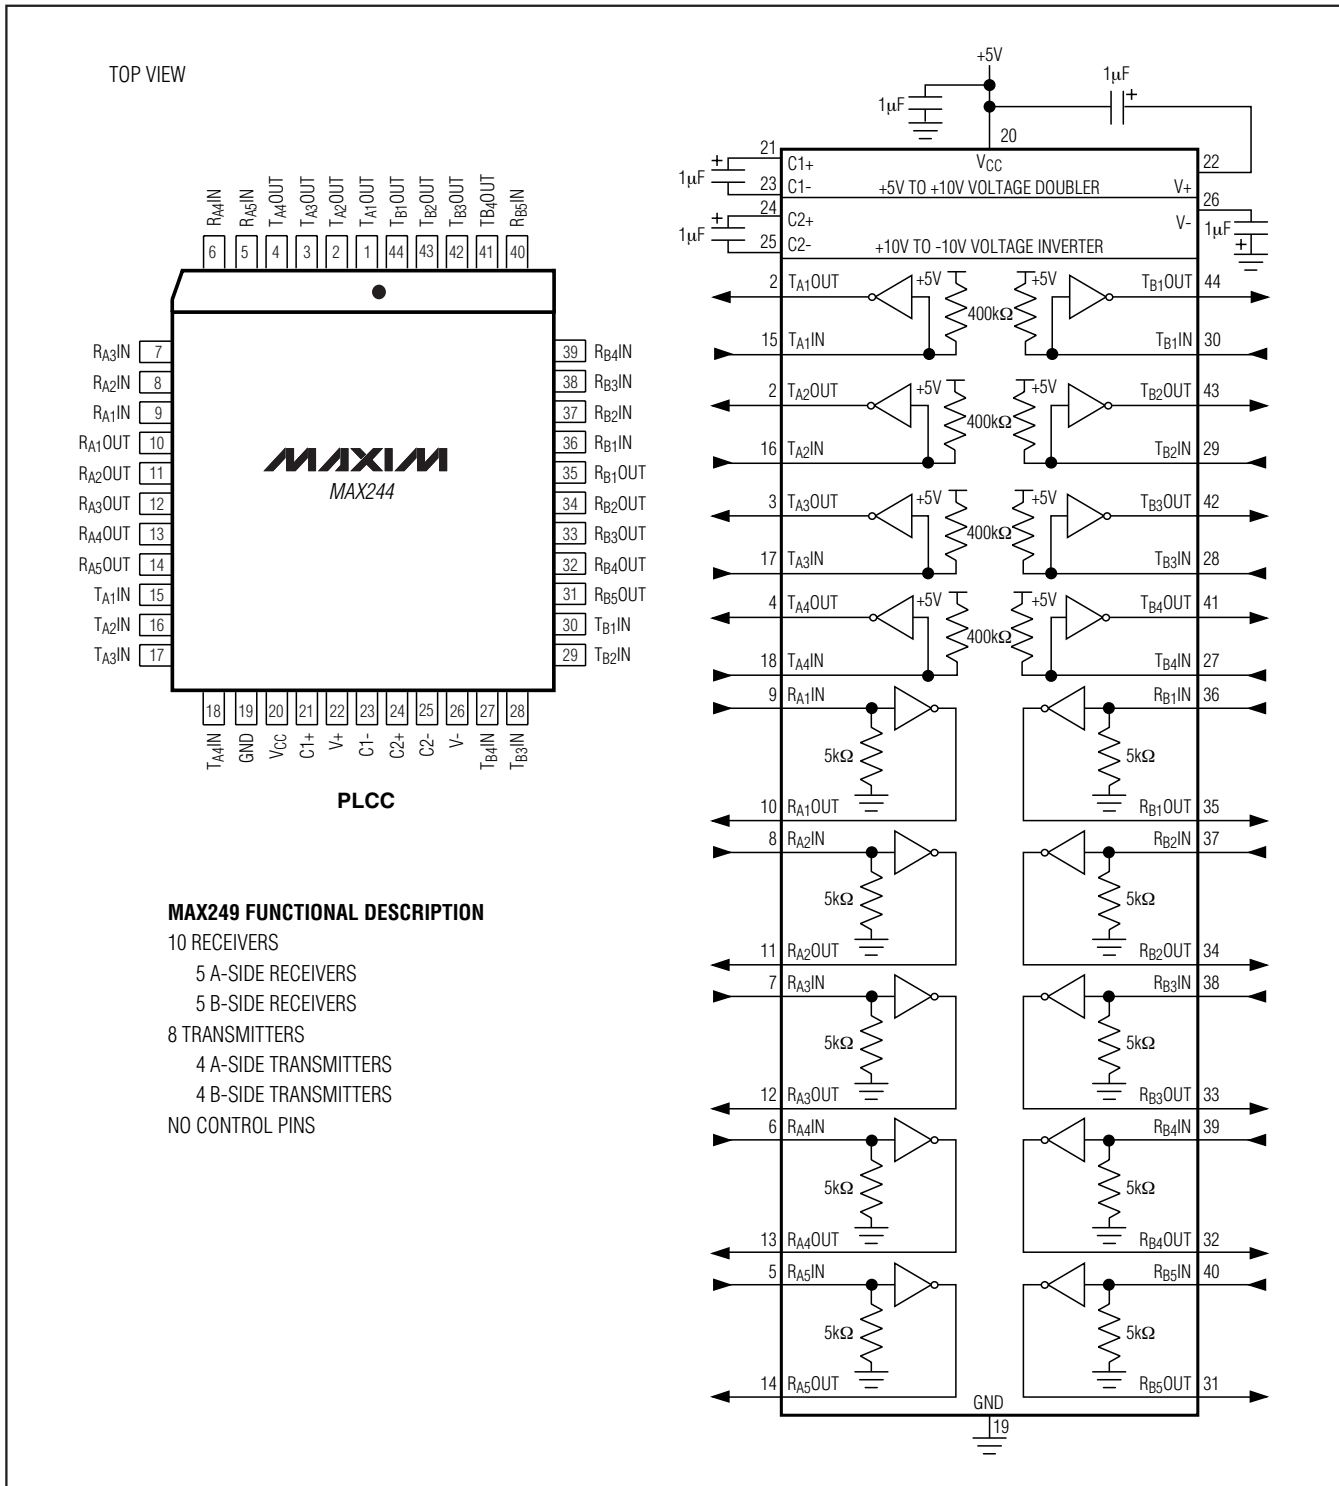 TOP VIEW
RA4IN
RA5IN
TA4OUT
TA3OUT
TA2OUT
TA1OUT
TB1OUT
TB2OUT
TB3OUT
TB4OUT
RB5IN
6 5 4 3 2 1 44 43 42 41 40
RA3IN 7
RA2IN 8
RA1IN 9
RA1OUT 10
RA2OUT 11
RA3OUT 12
RA4OUT 13
RA5OUT 14
TA1IN 15
TA2IN 16
TA3IN 17
MAXIM
MAX244
39 RB4IN
38 RB3IN
37 RB2IN
36 RB1IN
35 RB1OUT
34 RB2OUT
33 RB3OUT
32 RB4OUT
31 RB5OUT
30 TB1IN
29 TB2IN
18 19 20 21 22 23 24 25 26 27 28
TA4IN
GND
VCC
C1+
V+
C1-
C2+
C2-
V-
TB4IN
TB3IN
PLCC
MAX249 FUNCTIONAL DESCRIPTION
10 RECEIVERS
5 A-SIDE RECEIVERS
5 B-SIDE RECEIVERS
8 TRANSMITTERS
4 A-SIDE TRANSMITTERS
4 B-SIDE TRANSMITTERS
NO CONTROL PINS
+5V
1µF
1µF +
20
21 C1+ VCC 22
+ 1µF
23 C1- +5V TO +10V VOLTAGE DOUBLER V+
24 C2+ V- 26
+ 1µF
25 C2- +10V TO -10V VOLTAGE INVERTER 1µF +
2 TA1OUT +5V +5V TB1OUT 44
400kΩ
15 TA1IN TB1IN 30
2 TA2OUT +5V +5V TB2OUT 43
400kΩ
16 TA2IN TB2IN 29
3 TA3OUT +5V +5V TB3OUT 42
400kΩ
17 TA3IN TB3IN 28
4 TA4OUT +5V +5V TB4OUT 41
400kΩ
18 TA4IN TB4IN 27
9 RA1IN RB1IN 36
5kΩ 5kΩ
10 RA1OUT RB1OUT 35
8 RA2IN RB2IN 37
5kΩ 5kΩ
11 RA2OUT RB2OUT 34
7 RA3IN RB3IN 38
5kΩ 5kΩ
12 RA3OUT RB3OUT 33
6 RA4IN RB4IN 39
5kΩ 5kΩ
13 RA4OUT RB4OUT 32
5 RA5IN RB5IN 40
5kΩ 5kΩ
14 RA5OUT RB5OUT 31
GND
19